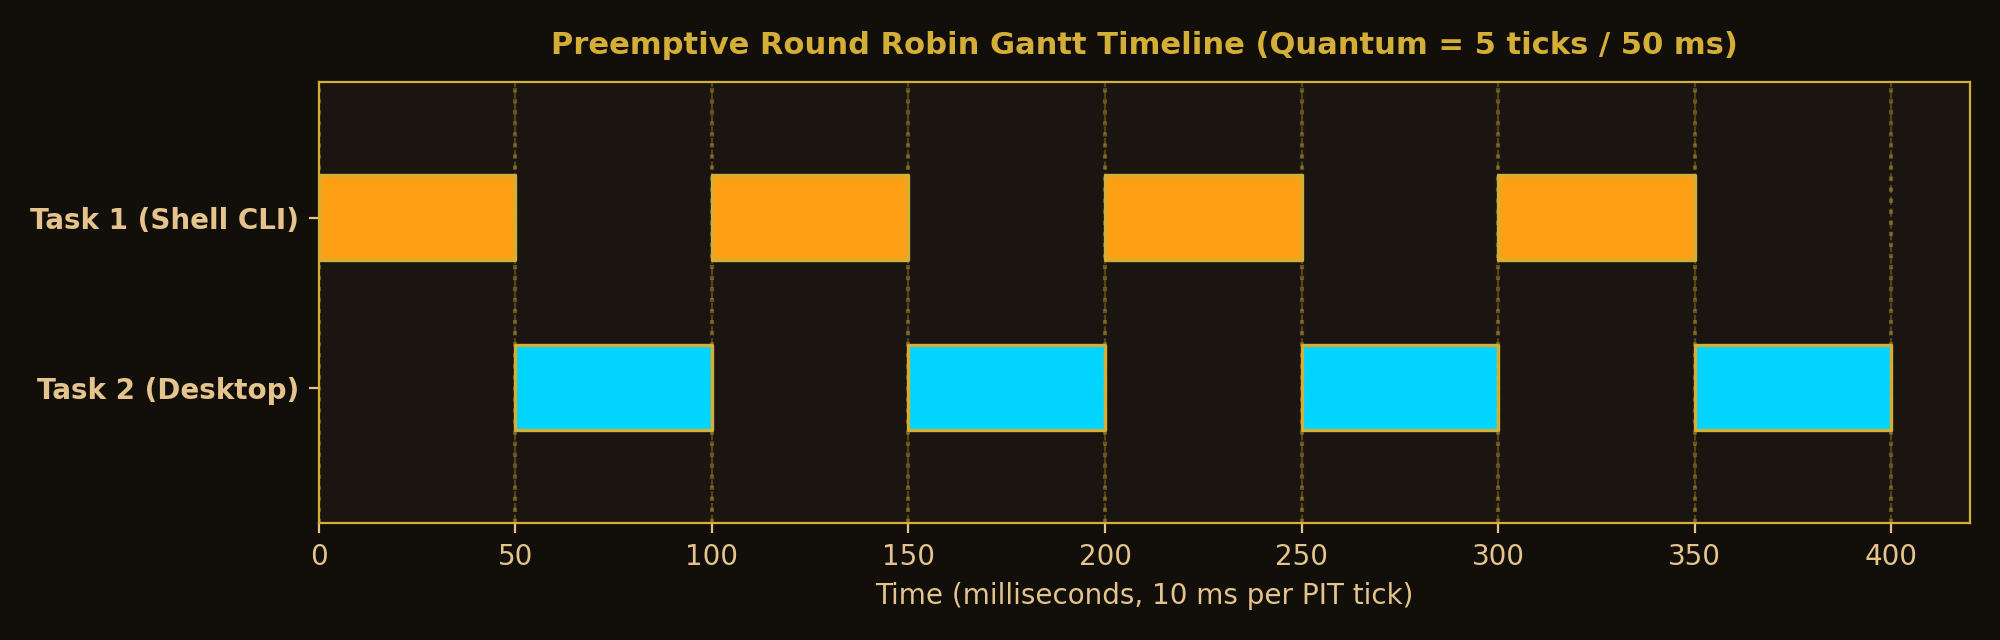 Preemptive Round Robin Gantt Timeline (Quantum = 5 ticks / 50 ms)
Task 1 (Shell CLI)
Task 2 (Desktop)
0 50 100 150 200 250 300 350 400
Time (milliseconds, 10 ms per PIT tick)